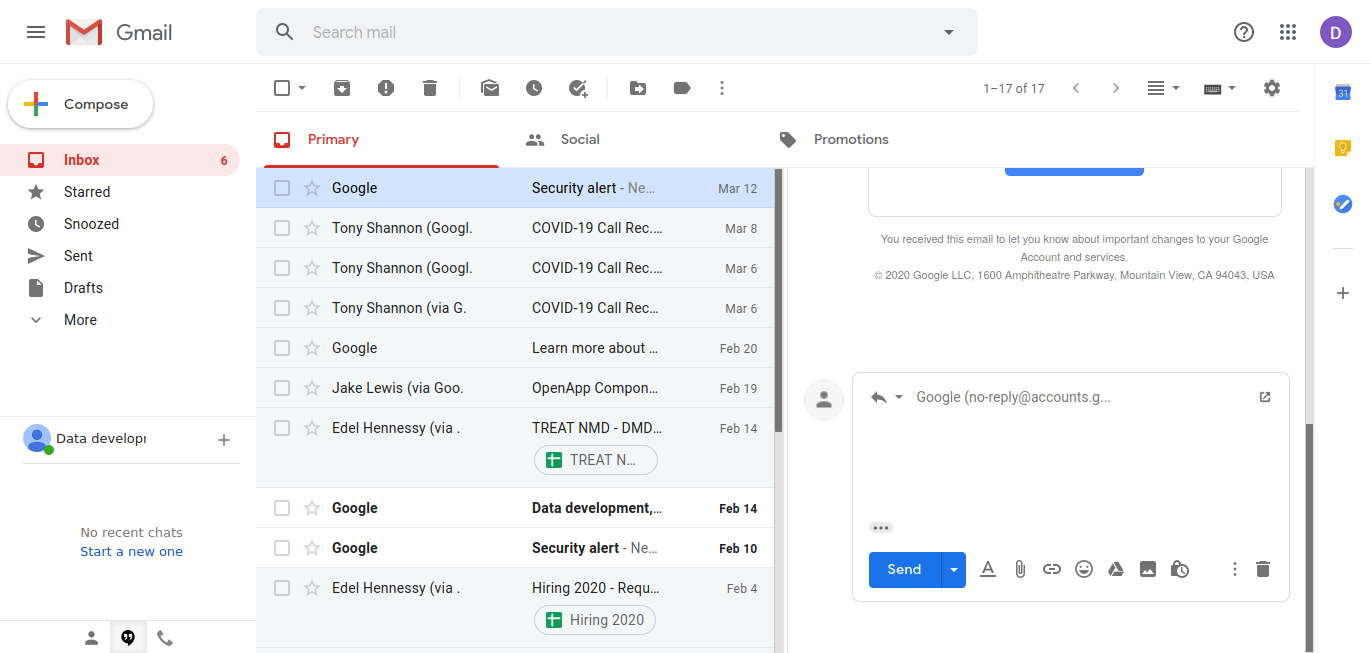 Gmail
Search mail
D
Compose
1–17 of 17
31
Primary
Social
Promotions
Inbox 6
Starred
Snoozed
Sent
Drafts
More
Data developr
No recent chats
Start a new one
Google Security alert - Ne… Mar 12
Tony Shannon (Googl. COVID-19 Call Rec.… Mar 8
Tony Shannon (Googl. COVID-19 Call Rec.… Mar 6
Tony Shannon (via G. COVID-19 Call Rec… Mar 6
Google Learn more about … Feb 20
Jake Lewis (via Goo. OpenApp Compon… Feb 19
Edel Hennessy (via . TREAT NMD - DMD… Feb 14
TREAT N…
Google Data development,… Feb 14
Google Security alert - Ne… Feb 10
Edel Hennessy (via . Hiring 2020 - Requ… Feb 4
Hiring 2020
You received this email to let you know about important changes to your Google
Account and services.
© 2020 Google LLC, 1600 Amphitheatre Parkway, Mountain View, CA 94043, USA
Google (no-reply@accounts.g...
Send